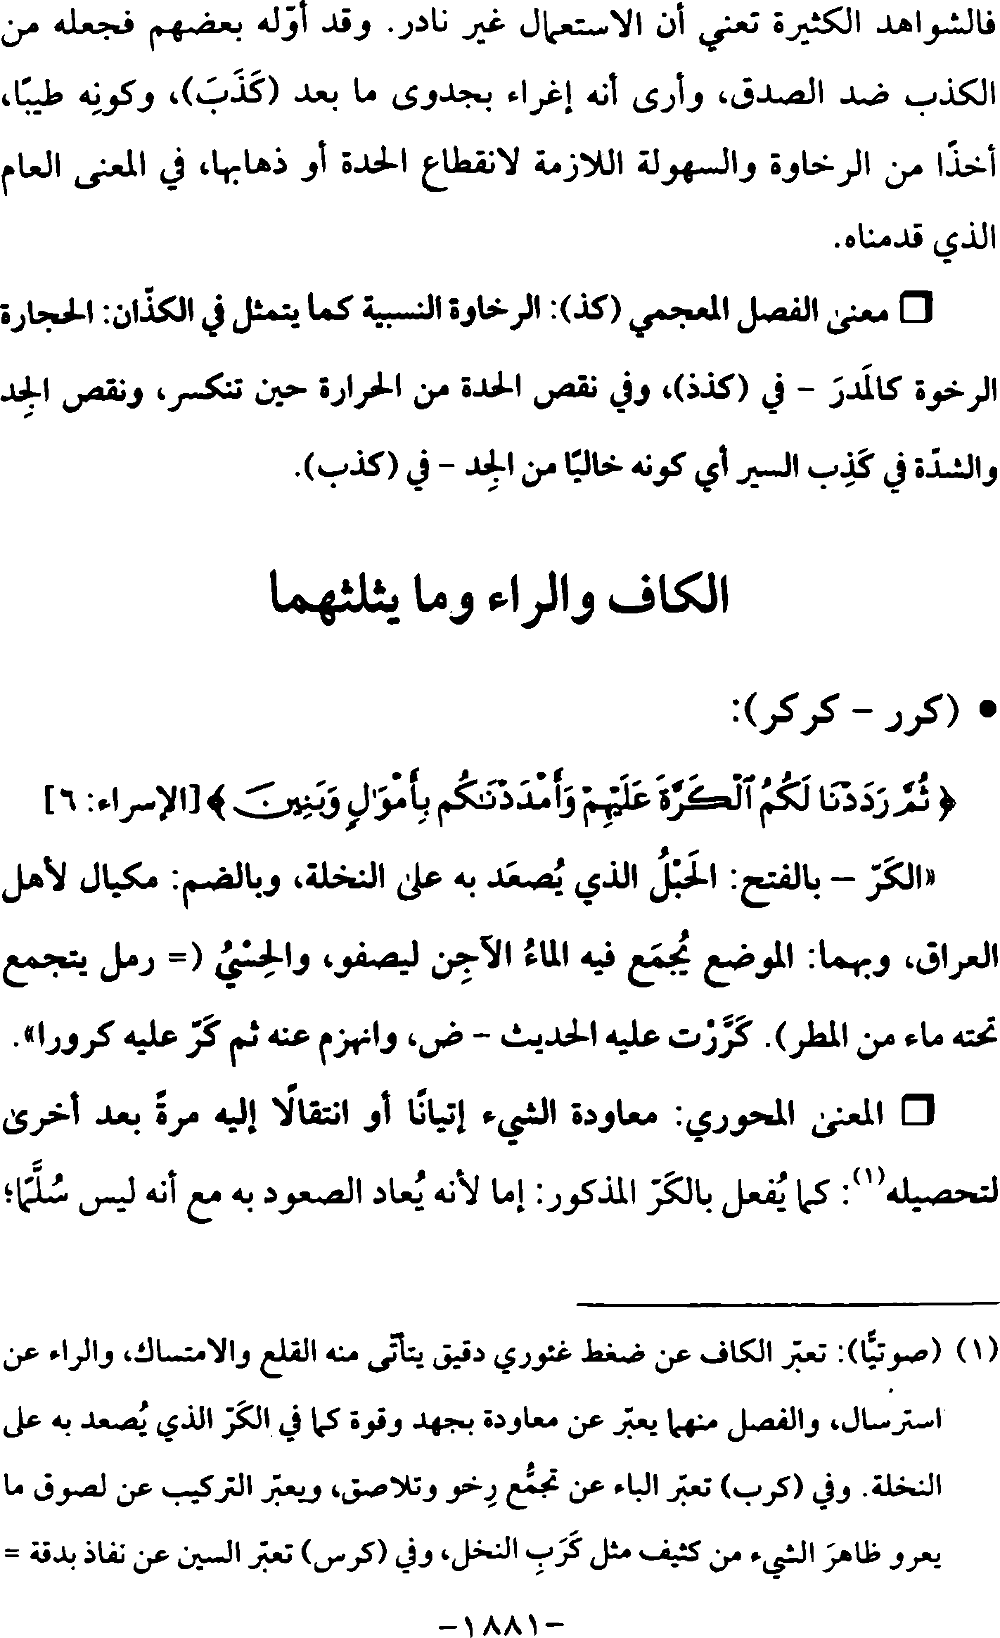 فالشواهد الكثيرة تعني أن الاستعمال غير نادر. وقد أوّله بعضهم فجعله من
الكذب ضد الصدق، وأرى أنه إغراء بجدوى ما بعد (كَذَبَ)، وكونِه طيبًا،
أخذًا من الرخاوة والسهولة اللازمة لانقطاع الحدة أو ذهابها، في المعنى العام
الذي قدمناه.
❒ معنى الفصل المعجمي (كذ): الرخاوة النسبية كما يتمثل في الكذّان: الحجارة
الرخوة كالمَدرَ – في (كذذ)، وفي نقص الحدة من الحرارة حين تنكسر، ونقص الجِد
والشدّة في كَذِب السير أي كونه خاليًا من الجِد – في (كذب).
الكاف والراء وما يثلثهما
• (كرر – كركر):
﴿ ثُمَّ رَدَدْنَا لَكُمُ ٱلْكَرَّةَ عَلَيْهِمْ وَأَمْدَدْنَٰكُم بِأَمْوَٰلٍ وَبَنِينَ ﴾ [الإسراء: ٦]
«الكَرّ – بالفتح: الحَبْلُ الذي يُصعَد به على النخلة، وبالضم: مكيال لأهل
العراق، وبهما: الموضع يُجمَع فيه الماءُ الآجِن ليصفو، والحِسْيُ (= رمل يتجمع
تحته ماء من المطر). كَرَّرْت عليه الحديث – ض، وانهزم عنه ثم كَرّ عليه كرورا».
❒ المعنى المحوري: معاودة الشيء إتيانًا أو انتقالًا إليه مرةً بعد أخرى
لتحصيله(١): كما يُفعل بالكَرّ المذكور: إما لأنه يُعاد الصعود به مع أنه ليس سُلَّمًا؛
(١) (صوتيًّا): تعبّر الكاف عن ضغط غئوري دقيق يتأتّى منه القلع والامتساك، والراء عن
استرسال، والفصل منهما يعبّر عن معاودة بجهد وقوة كما في الكَرّ الذي يُصعد به على
النخلة. وفي (كرب) تعبّر الباء عن تجمُّع رِخو وتلاصق، ويعبّر التركيب عن لصوق ما
يعرو ظاهرَ الشيء من كثيف مثل كَرَبِ النخل، وفي (كرس) تعبّر السين عن نفاذ بدقة =
-١٨٨١-